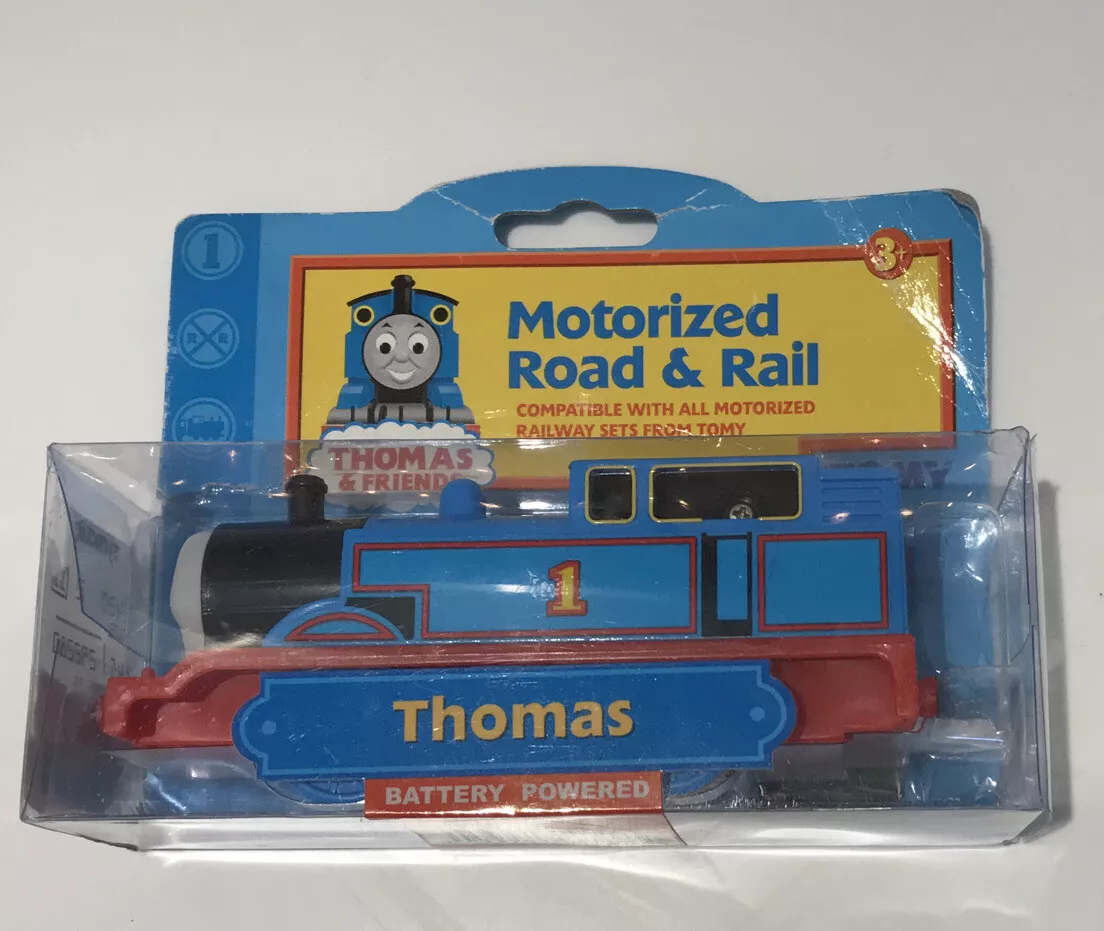 1
R R
3+
Motorized
Road & Rail
COMPATIBLE WITH ALL MOTORIZED
RAILWAY SETS FROM TOMY
THOMAS
& FRIENDS
TOMY
1
Thomas
BATTERY POWERED